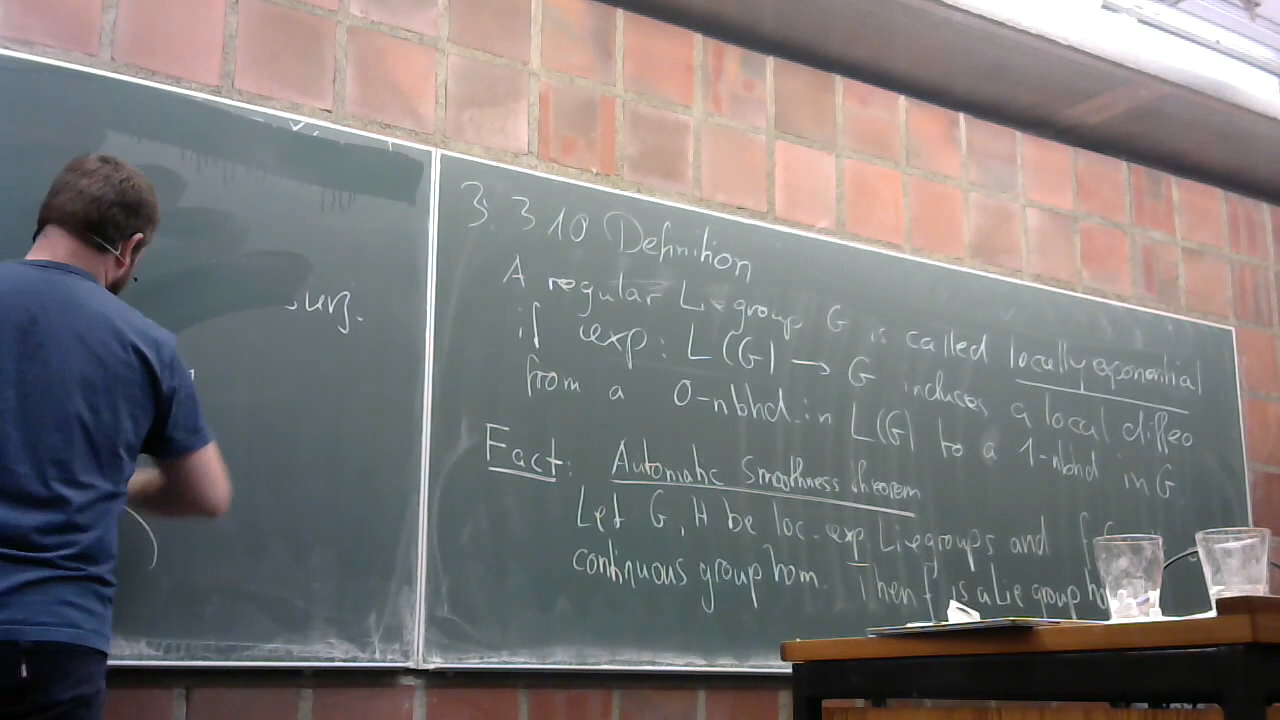 surj.
3.3.10 Definition
A regular Lie group G is called locally exponential
if exp: L(G) → G induces a local diffeo
from a 0-nbhd. in L(G) to a 1-nbhd in G
Fact: Automatic Smoothness theorem
Let G, H be loc. exp. Lie groups and f
continuous group hom. Then f is a Lie group